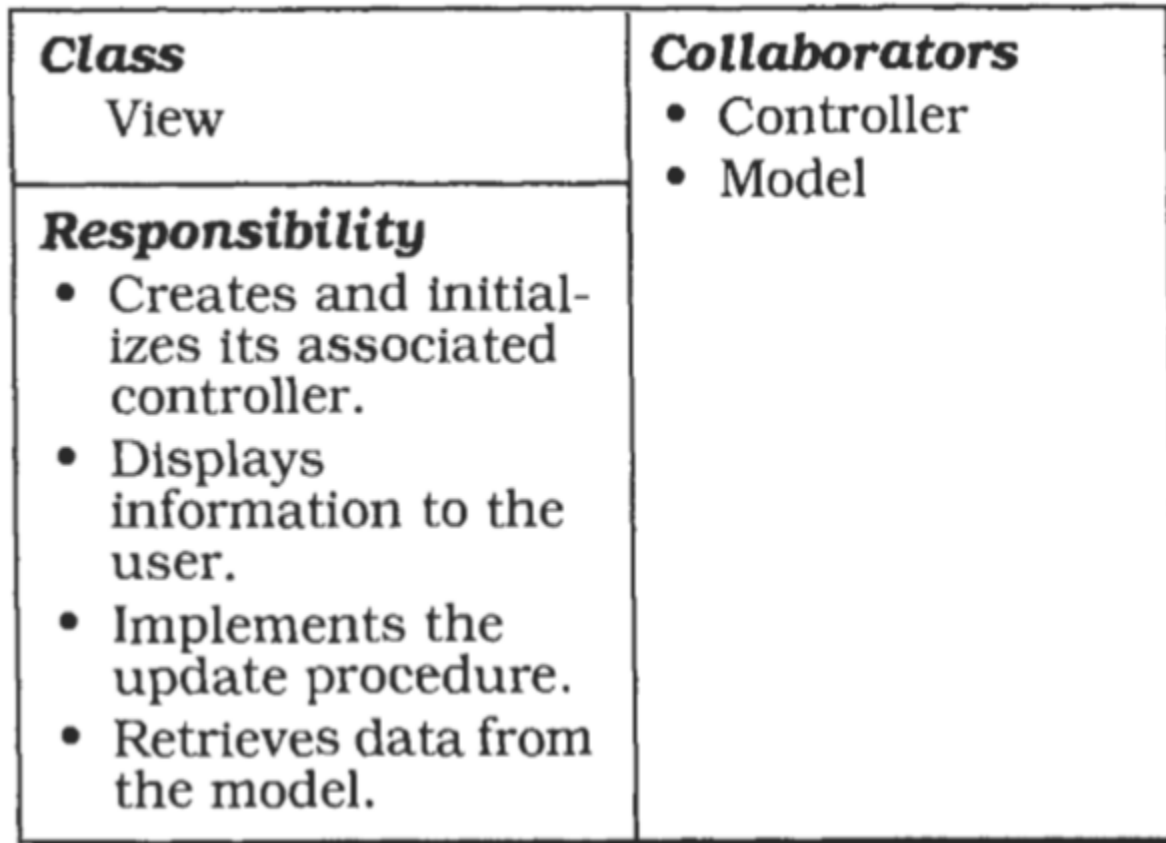 Class
View
Responsibility
• Creates and initial-
izes its associated
controller.
• Displays
information to the
user.
• Implements the
update procedure.
• Retrieves data from
the model.
Collaborators
• Controller
• Model